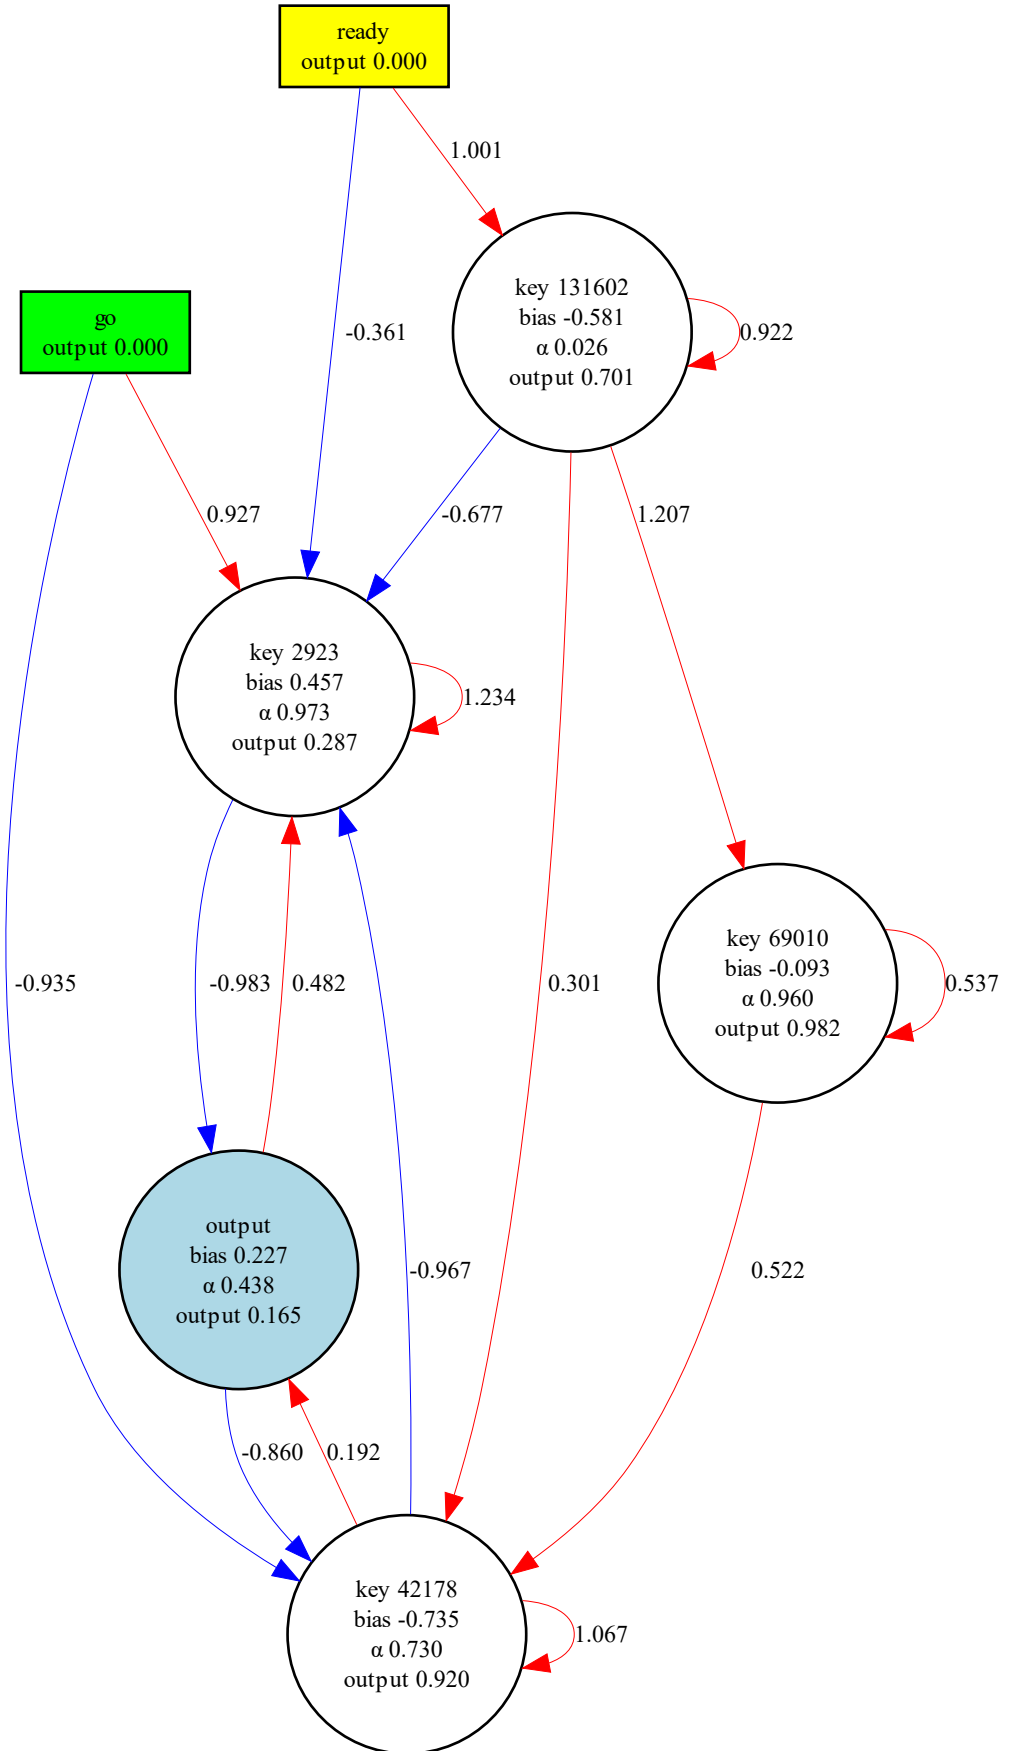 ready
output 0.000
1.001
key 131602
bias -0.581
α 0.026
output 0.701
0.922
go
output 0.000
-0.361
0.927
-0.677
1.207
key 2923
bias 0.457
α 0.973
output 0.287
1.234
key 69010
bias -0.093
α 0.960
output 0.982
0.537
-0.935
-0.983
0.482
0.301
output
bias 0.227
α 0.438
output 0.165
-0.967
0.522
-0.860
0.192
key 42178
bias -0.735
α 0.730
output 0.920
1.067